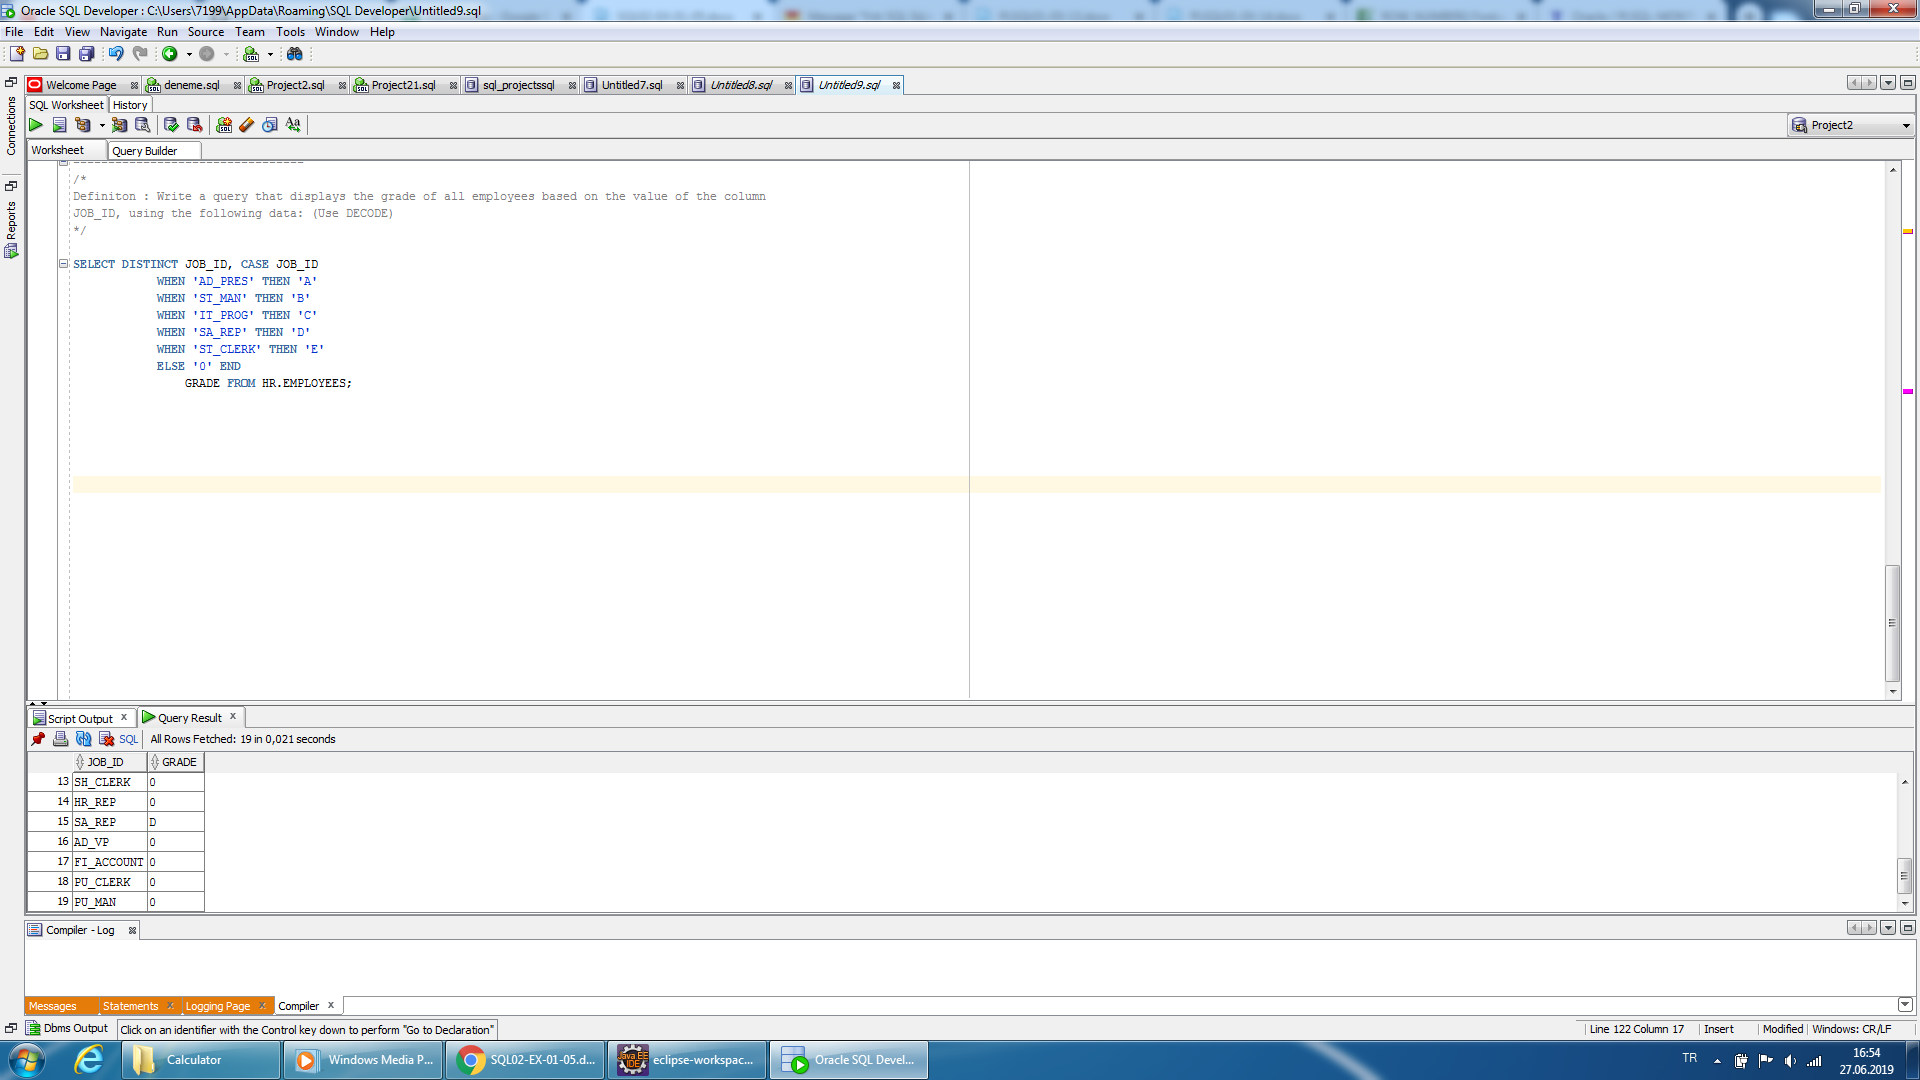 Oracle SQL Developer : C:\Users\7199\AppData\Roaming\SQL Developer\Untitled9.sql
File Edit View Navigate Run Source Team Tools Window Help
Welcome Page deneme.sql Project2.sql Project21.sql sql_projectssql Untitled7.sql Untitled8.sql Untitled9.sql
SQL Worksheet History
Project2
Worksheet Query Builder
/*
Definiton : Write a query that displays the grade of all employees based on the value of the column
JOB_ID, using the following data: (Use DECODE)
*/
SELECT DISTINCT JOB_ID, CASE JOB_ID
WHEN 'AD_PRES' THEN 'A'
WHEN 'ST_MAN' THEN 'B'
WHEN 'IT_PROG' THEN 'C'
WHEN 'SA_REP' THEN 'D'
WHEN 'ST_CLERK' THEN 'E'
ELSE '0' END
GRADE FROM HR.EMPLOYEES;
Connections
Reports
Script Output Query Result
SQL All Rows Fetched: 19 in 0,021 seconds
JOB_ID GRADE
13 SH_CLERK 0
14 HR_REP 0
15 SA_REP D
16 AD_VP 0
17 FI_ACCOUNT 0
18 PU_CLERK 0
19 PU_MAN 0
Compiler - Log
Messages Statements Logging Page Compiler
Dbms Output Click on an identifier with the Control key down to perform "Go to Declaration" Line 122 Column 17 Insert Modified Windows: CR/LF
Calculator Windows Media P... SQL02-EX-01-05.d... eclipse-workspac... Oracle SQL Devel... TR 16:54
27.06.2019